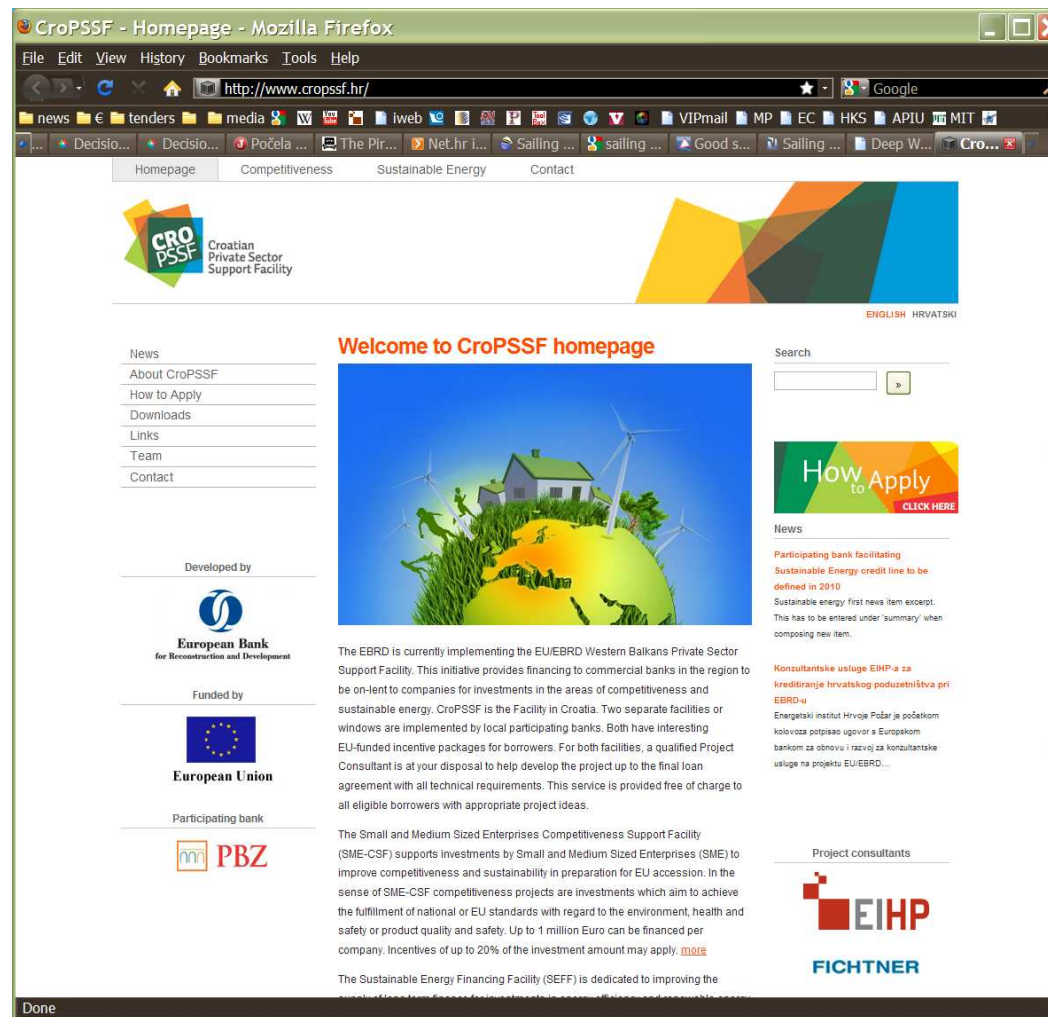 CroPSSF - Homepage - Mozilla Firefox
File Edit View History Bookmarks Tools Help
http://www.cropssf.hr/
Google
news € tenders media iweb VIPmail MP EC HKS APIU MIT
... Decisio... Decisio... Počela ... The Pir... Net.hr i... Sailing ... sailing ... Good s... Sailing ... Deep W... Cro...
Homepage Competitiveness Sustainable Energy Contact
CRO
PSSF
Croatian
Private Sector
Support Facility
ENGLISH HRVATSKI
News
About CroPSSF
How to Apply
Downloads
Links
Team
Contact
Developed by
European Bank
for Reconstruction and Development
Funded by
European Union
Participating bank
PBZ
Welcome to CroPSSF homepage
The EBRD is currently implementing the EU/EBRD Western Balkans Private Sector
Support Facility. This initiative provides financing to commercial banks in the region to
be on-lent to companies for investments in the areas of competitiveness and
sustainable energy. CroPSSF is the Facility in Croatia. Two separate facilities or
windows are implemented by local participating banks. Both have interesting
EU-funded incentive packages for borrowers. For both facilities, a qualified Project
Consultant is at your disposal to help develop the project up to the final loan
agreement with all technical requirements. This service is provided free of charge to
all eligible borrowers with appropriate project ideas.
The Small and Medium Sized Enterprises Competitiveness Support Facility
(SME-CSF) supports investments by Small and Medium Sized Enterprises (SME) to
improve competitiveness and sustainability in preparation for EU accession. In the
sense of SME-CSF competitiveness projects are investments which aim to achieve
the fulfillment of national or EU standards with regard to the environment, health and
safety or product quality and safety. Up to 1 million Euro can be financed per
company. Incentives of up to 20% of the investment amount may apply. more
The Sustainable Energy Financing Facility (SEFF) is dedicated to improving the
Search
»
How to Apply
CLICK HERE
News
Participating bank facilitating
Sustainable Energy credit line to be
defined in 2010
Sustainable energy first news item excerpt.
This has to be entered under 'summary' when
composing new item.
Konzultantske usluge EIHP-a za
kreditiranje hrvatskog poduzetništva pri
EBRD-u
Energetski institut Hrvoje Požar je početkom
kolovoza potpisao ugovor s Europskom
bankom za obnovu i razvoj za konzultantske
usluge na projektu EU/EBRD...
Project consultants
EIHP
FICHTNER
Done